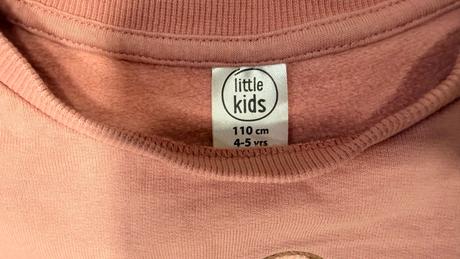 little
kids
110 cm
4-5 yrs